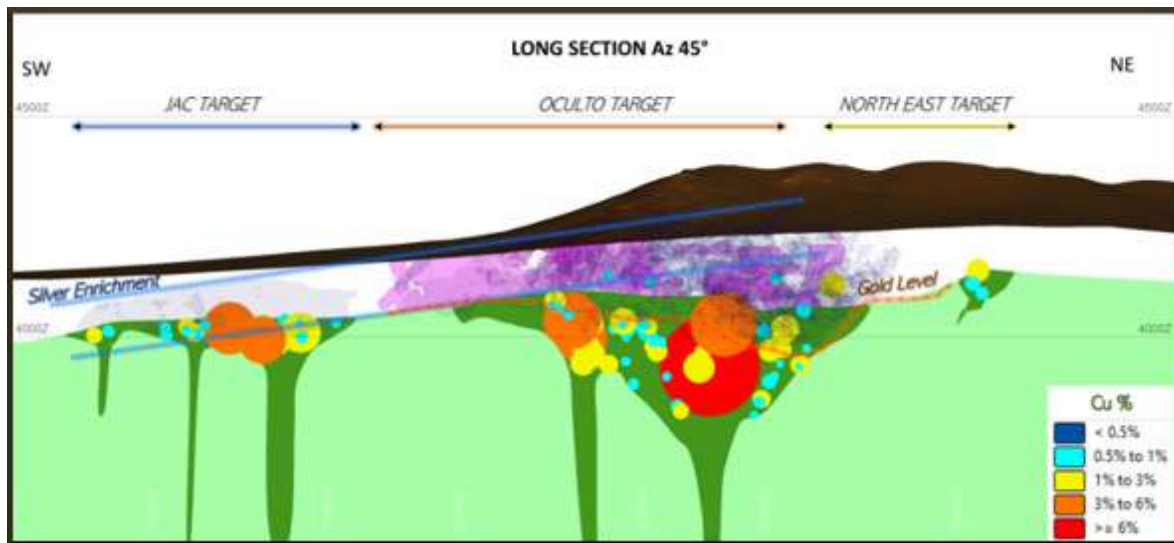 LONG SECTION Az 45°
SW
NE
JAC TARGET
OCULTO TARGET
NORTH EAST TARGET
4500Z
4500Z
Silver Enrichment
Gold Level
4000Z
4000Z
Cu %
< 0.5%
0.5% to 1%
1% to 3%
3% to 6%
>= 6%